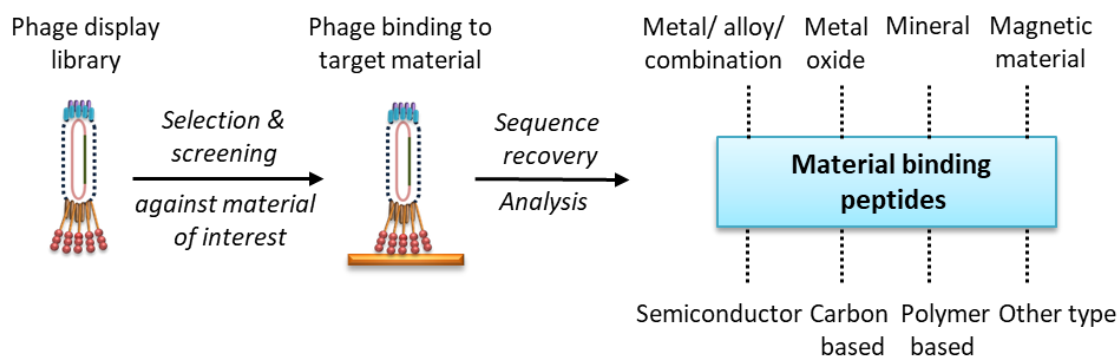 Phage display
library
Selection &
screening
against material
of interest
Phage binding to
target material
Sequence
recovery
Analysis
Metal/ alloy/
combination
Metal
oxide
Mineral
Magnetic
material
Material binding
peptides
Semiconductor
Carbon
based
Polymer
based
Other type